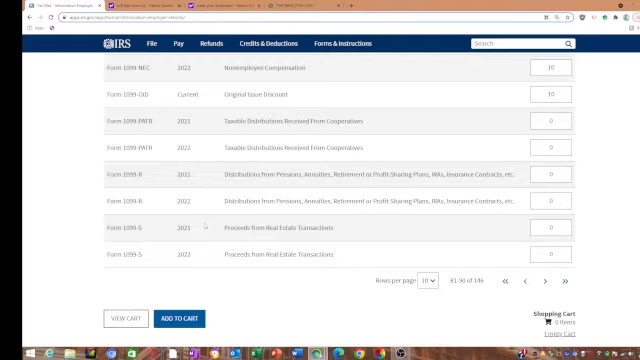 IRS File Pay Refunds Credits & Deductions Forms & Instructions Search
Form 1099-NEC 2022 Nonemployee Compensation 10
Form 1099-OID Current Original Issue Discount 10
Form 1099-PATR 2021 Taxable Distributions Received From Cooperatives 0
Form 1099-PATR 2022 Taxable Distributions Received From Cooperatives 0
Form 1099-R 2021 Distributions from Pensions, Annuities, Retirement or Profit-Sharing Plans, IRAs, Insurance Contracts, etc. 0
Form 1099-R 2022 Distributions from Pensions, Annuities, Retirement or Profit-Sharing Plans, IRAs, Insurance Contracts, etc. 0
Form 1099-S 2021 Proceeds from Real Estate Transactions 0
Form 1099-S 2022 Proceeds from Real Estate Transactions 0
Rows per page 10 81-90 of 146
VIEW CART ADD TO CART
Shopping Cart
0 Items
Empty Cart